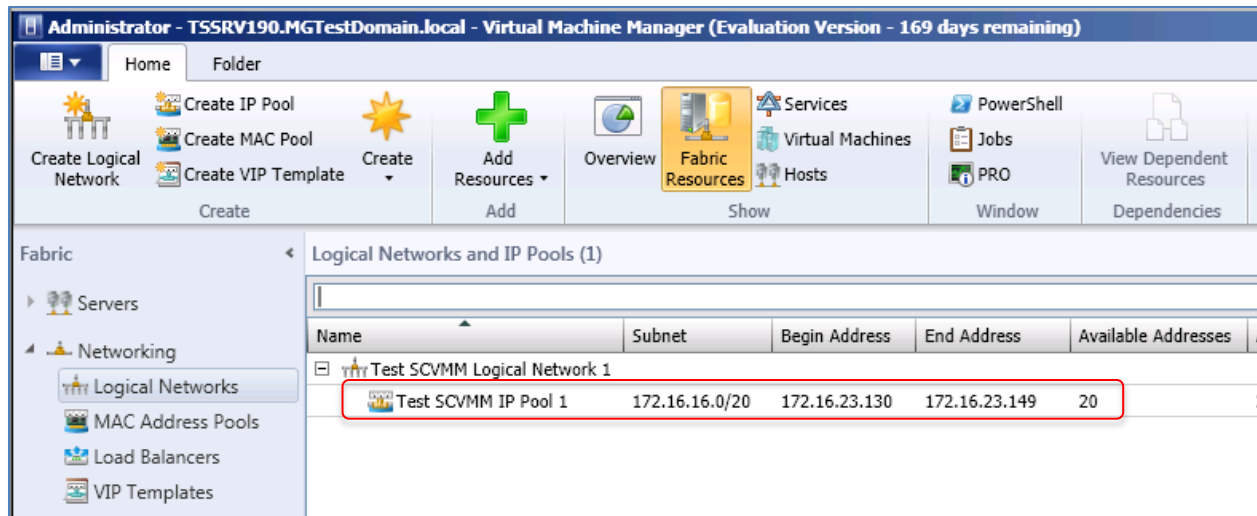 Administrator - TSSRV190.MGTestDomain.local - Virtual Machine Manager (Evaluation Version - 169 days remaining)
Home Folder
Create Logical Network
Create IP Pool
Create MAC Pool
Create VIP Template
Create
Create
Add Resources
Add
Overview
Fabric Resources
Services
Virtual Machines
Hosts
Show
PowerShell
Jobs
PRO
Window
View Dependent Resources
Dependencies
Fabric
Servers
Networking
Logical Networks
MAC Address Pools
Load Balancers
VIP Templates
Logical Networks and IP Pools (1)
Name Subnet Begin Address End Address Available Addresses
Test SCVMM Logical Network 1
Test SCVMM IP Pool 1 172.16.16.0/20 172.16.23.130 172.16.23.149 20